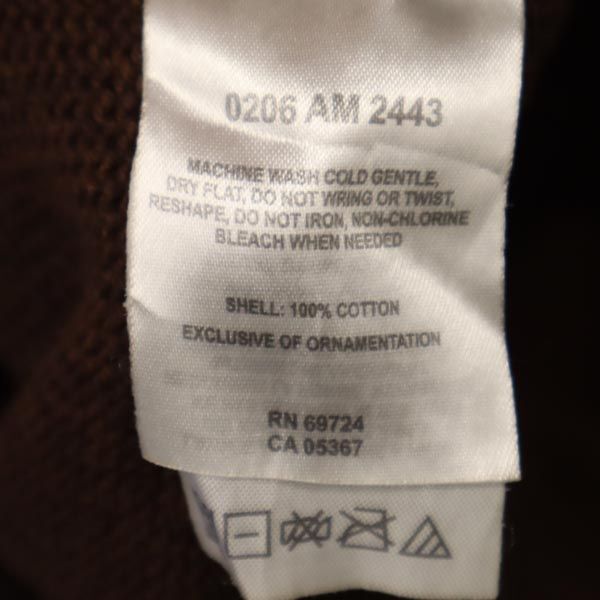 0206 AM 2443
MACHINE WASH COLD GENTLE,
DRY FLAT, DO NOT WRING OR TWIST,
RESHAPE, DO NOT IRON, NON-CHLORINE
BLEACH WHEN NEEDED
SHELL: 100% COTTON
EXCLUSIVE OF ORNAMENTATION
RN 69724
CA 05367